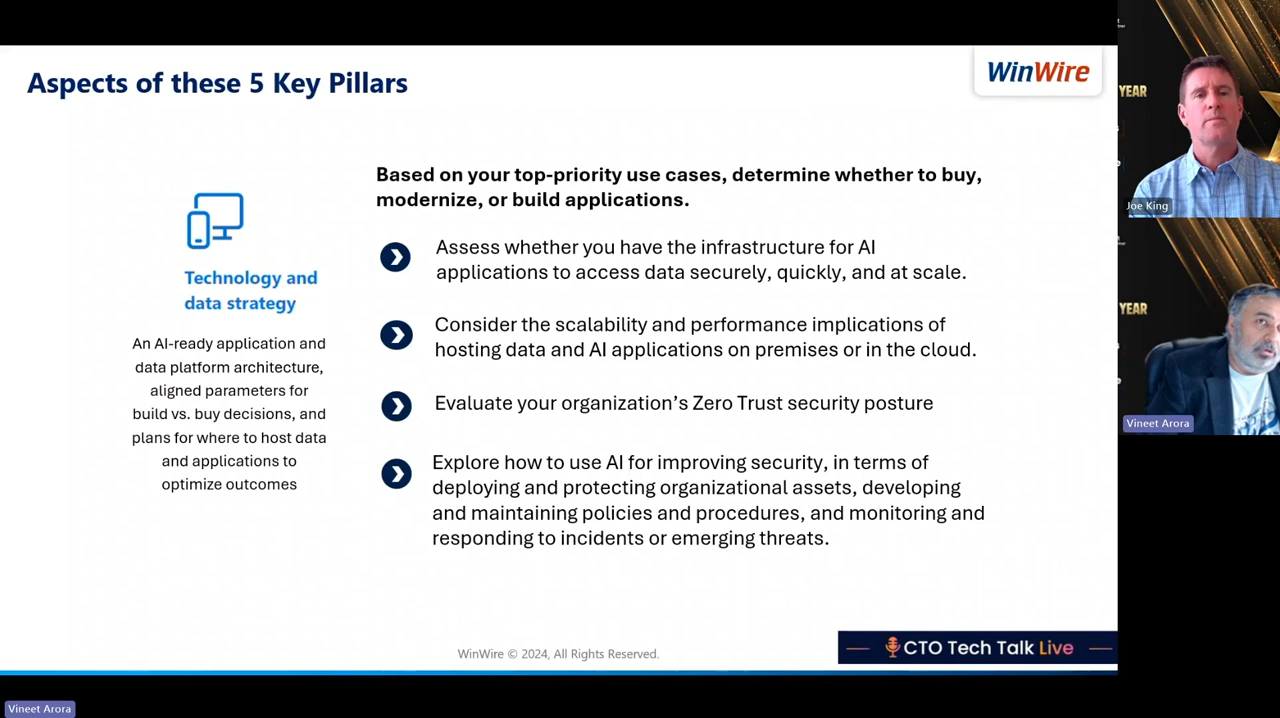 Aspects of these 5 Key Pillars
WinWire
Technology and
data strategy
An AI-ready application and
data platform architecture,
aligned parameters for
build vs. buy decisions, and
plans for where to host data
and applications to
optimize outcomes
Based on your top-priority use cases, determine whether to buy,
modernize, or build applications.
Assess whether you have the infrastructure for AI
applications to access data securely, quickly, and at scale.
Consider the scalability and performance implications of
hosting data and AI applications on premises or in the cloud.
Evaluate your organization’s Zero Trust security posture
Explore how to use AI for improving security, in terms of
deploying and protecting organizational assets, developing
and maintaining policies and procedures, and monitoring and
responding to incidents or emerging threats.
WinWire © 2024, All Rights Reserved.
CTO Tech Talk Live
YEAR
Joe King
YEAR
Vineet Arora
Vineet Arora